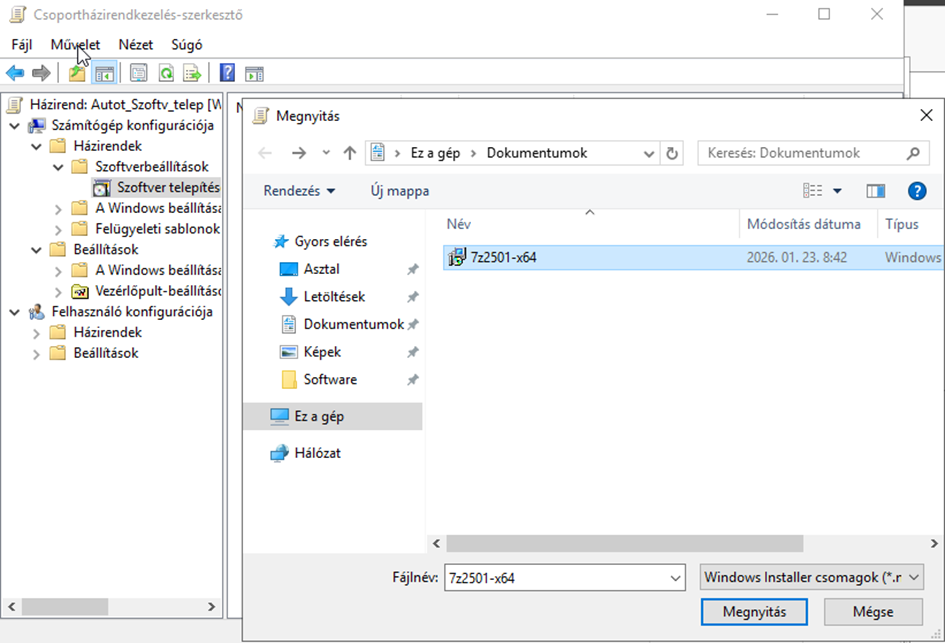 Csoportházirendkezelés-szerkesztő
Fájl Művelet Nézet Súgó
Házirend: Autot_Szoftv_telep [W
Számítógép konfigurációja
Házirendek
Szoftverbeállítások
Szoftver telepítés
A Windows beállítása
Felügyeleti sablonok
Beállítások
A Windows beállítása
Vezérlőpult-beállításo
Felhasználó konfigurációja
Házirendek
Beállítások
N
Megnyitás
Ez a gép > Dokumentumok
Keresés: Dokumentumok
Rendezés Új mappa
Név Módosítás dátuma Típus
7z2501-x64 2026. 01. 23. 8:42 Windows
Gyors elérés
Asztal
Letöltések
Dokumentumok
Képek
Software
Ez a gép
Hálózat
Fájlnév: 7z2501-x64 Windows Installer csomagok (*.r
Megnyitás Mégse